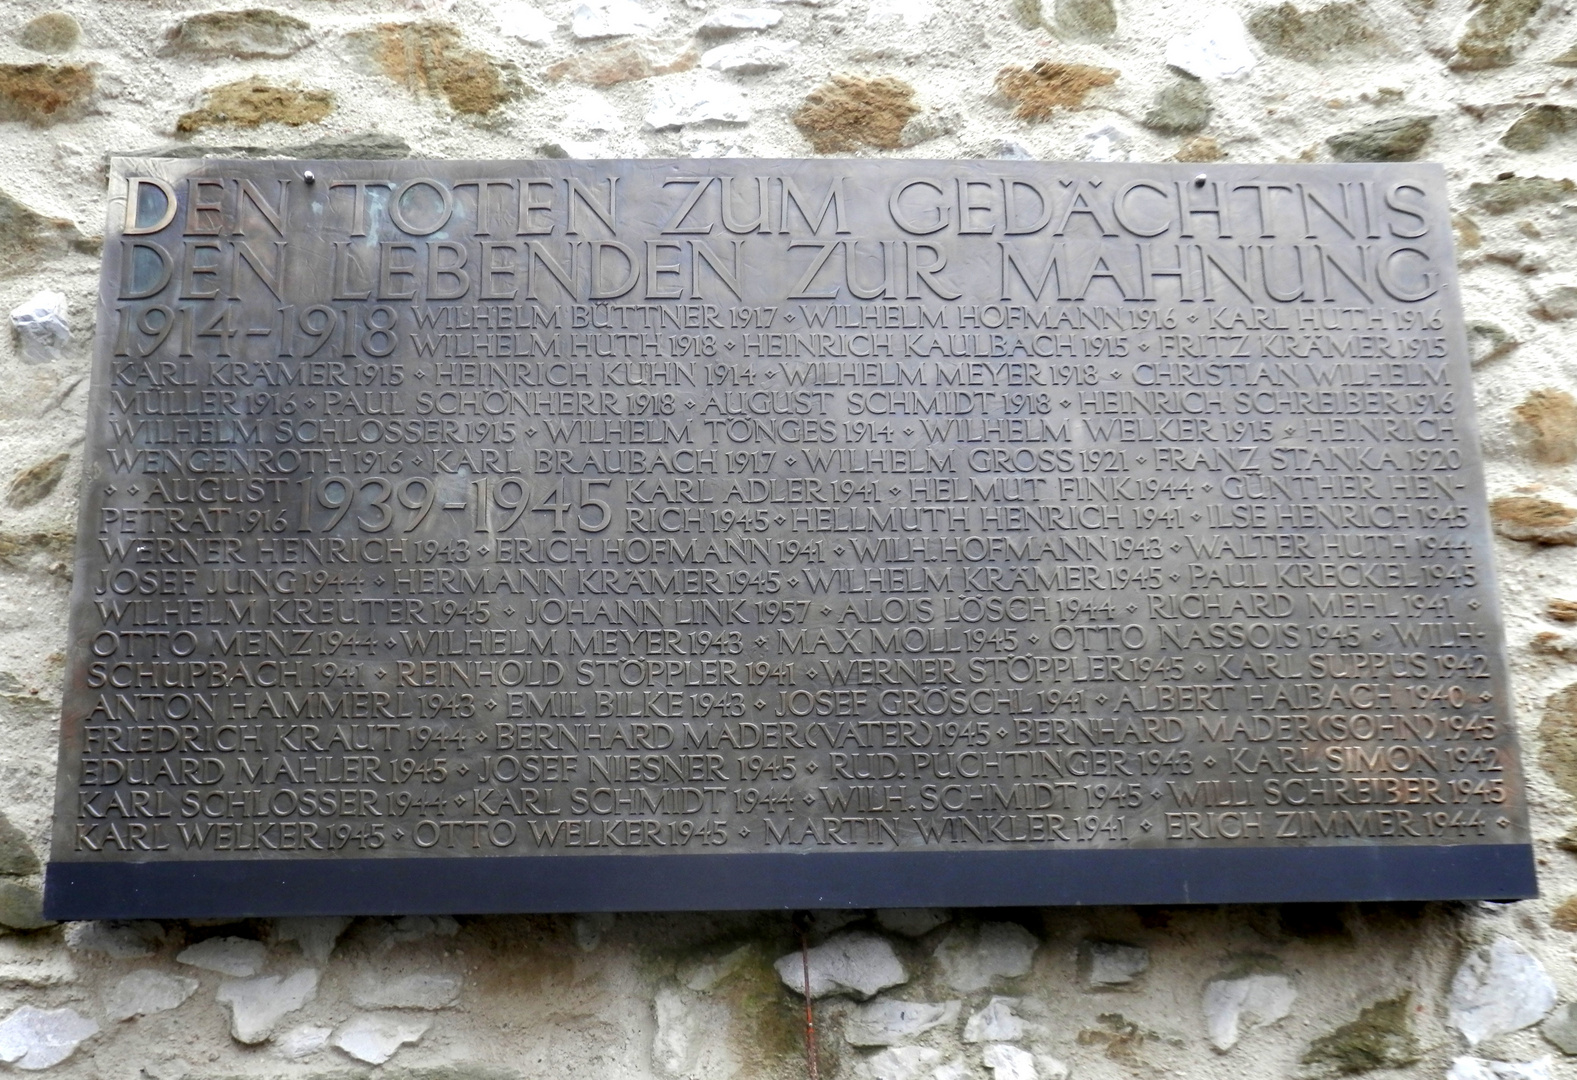 DEN TOTEN ZUM GEDÄCHTNIS
DEN LEBENDEN ZUR MAHNUNG
1914-1918 WILHELM BÜTTNER 1917 ⋄ WILHELM HOFMANN 1916 ⋄ KARL HUTH 1916
WILHELM HUTH 1918 ⋄ HEINRICH KAULBACH 1915 ⋄ FRITZ KRÄMER 1915
KARL KRÄMER 1915 ⋄ HEINRICH KUHN 1914 ⋄ WILHELM MEYER 1918 ⋄ CHRISTIAN WILHELM
MÜLLER 1916 ⋄ PAUL SCHÖNHERR 1918 ⋄ AUGUST SCHMIDT 1918 ⋄ HEINRICH SCHREIBER 1916
WILHELM SCHLOSSER 1915 ⋄ WILHELM TÖNGES 1914 ⋄ WILHELM WELKER 1915 ⋄ HEINRICH
WENGENROTH 1916 ⋄ KARL BRAUBACH 1917 ⋄ WILHELM GROSS 1921 ⋄ FRANZ STANKA 1920
⋄ ⋄ AUGUST 1939-1945 KARL ADLER 1941 ⋄ HELMUT FINK 1944 ⋄ GÜNTHER HEN-
PETRAT 1916 RICH 1945 ⋄ HELLMUTH HENRICH 1941 ⋄ ILSE HENRICH 1945
WERNER HENRICH 1943 ⋄ ERICH HOFMANN 1941 ⋄ WILH. HOFMANN 1943 ⋄ WALTER HUTH 1944
JOSEF JUNG 1944 ⋄ HERMANN KRÄMER 1945 ⋄ WILHELM KRÄMER 1945 ⋄ PAUL KRECKEL 1945
WILHELM KREUTER 1945 ⋄ JOHANN LINK 1957 ⋄ ALOIS LÖSCH 1944 ⋄ RICHARD MEHL 1941 ⋄
OTTO MENZ 1944 ⋄ WILHELM MEYER 1943 ⋄ MAX MOLL 1945 ⋄ OTTO NASSOIS 1945 ⋄ WILH-
SCHUPBACH 1941 ⋄ REINHOLD STÖPPLER 1941 ⋄ WERNER STÖPPLER 1945 ⋄ KARL SUPPUS 1942
ANTON HAMMERL 1943 ⋄ EMIL BILKE 1943 ⋄ JOSEF GRÖSCHL 1941 ⋄ ALBERT HAIBACH 1940 ⋄
FRIEDRICH KRAUT 1944 ⋄ BERNHARD MADER (VATER) 1945 ⋄ BERNHARD MADER (SOHN) 1945
EDUARD MAHLER 1945 ⋄ JOSEF NIESNER 1945 ⋄ RUD. PUCHTINGER 1943 ⋄ KARL SIMON 1942
KARL SCHLOSSER 1944 ⋄ KARL SCHMIDT 1944 ⋄ WILH. SCHMIDT 1945 ⋄ WILLI SCHREIBER 1945
KARL WELKER 1945 ⋄ OTTO WELKER 1945 ⋄ MARTIN WINKLER 1941 ⋄ ERICH ZIMMER 1944 ⋄